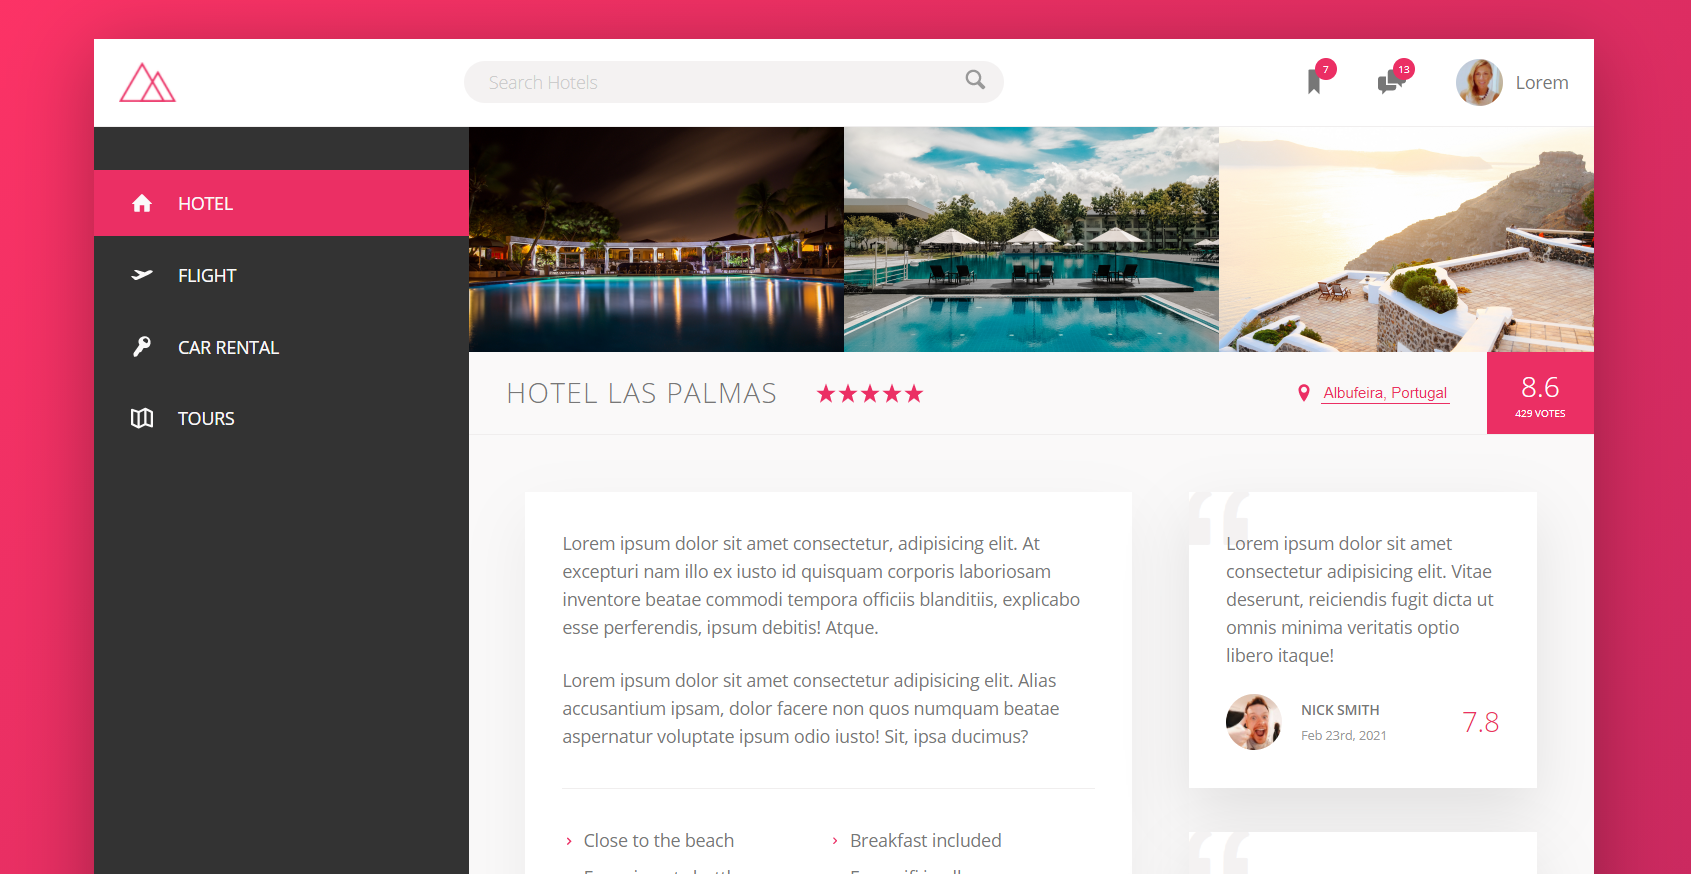 Search Hotels
7
13
Lorem
HOTEL
FLIGHT
CAR RENTAL
TOURS
HOTEL LAS PALMAS
Albufeira, Portugal
8.6
429 VOTES
Lorem ipsum dolor sit amet consectetur, adipisicing elit. At
excepturi nam illo ex iusto id quisquam corporis laboriosam
inventore beatae commodi tempora officiis blanditiis, explicabo
esse perferendis, ipsum debitis! Atque.
Lorem ipsum dolor sit amet consectetur adipisicing elit. Alias
accusantium ipsam, dolor facere non quos numquam beatae
aspernatur voluptate ipsum odio iusto! Sit, ipsa ducimus?
Close to the beach
Breakfast included
“
Lorem ipsum dolor sit amet
consectetur adipisicing elit. Vitae
deserunt, reiciendis fugit dicta ut
omnis minima veritatis optio
libero itaque!
NICK SMITH
Feb 23rd, 2021
7.8
“